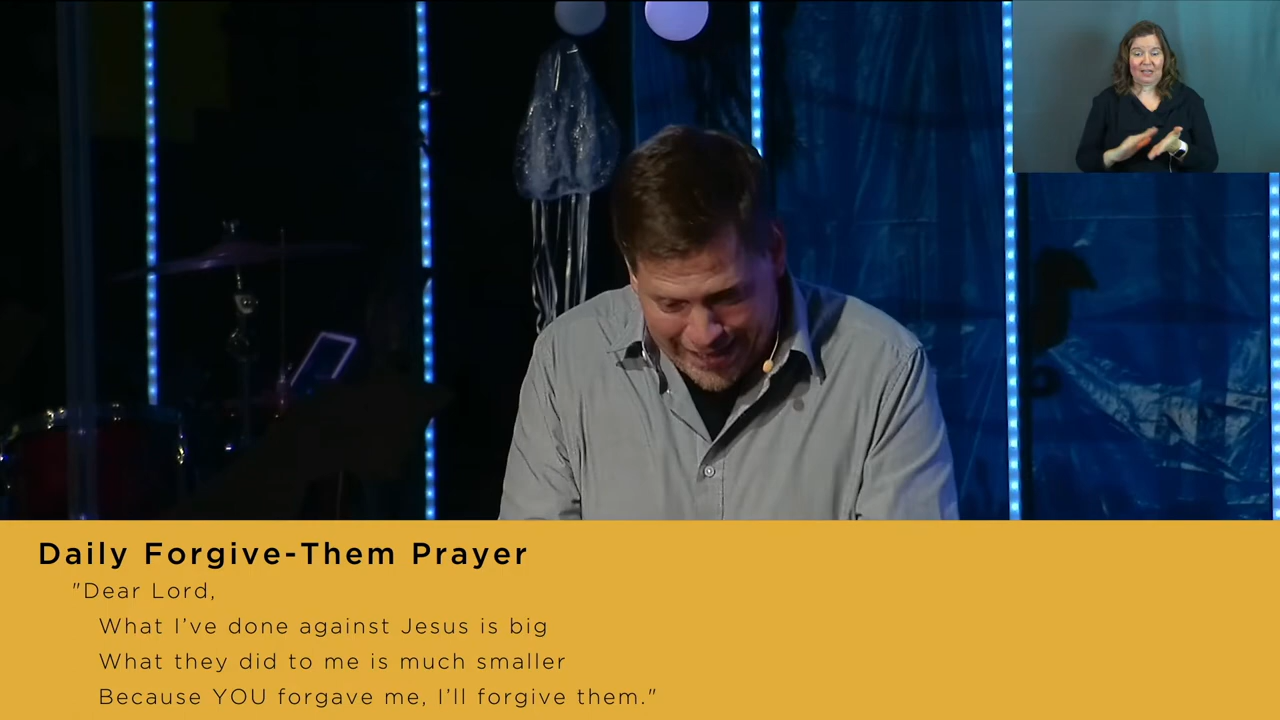 Daily Forgive-Them Prayer
"Dear Lord,
What I’ve done against Jesus is big
What they did to me is much smaller
Because YOU forgave me, I’ll forgive them."